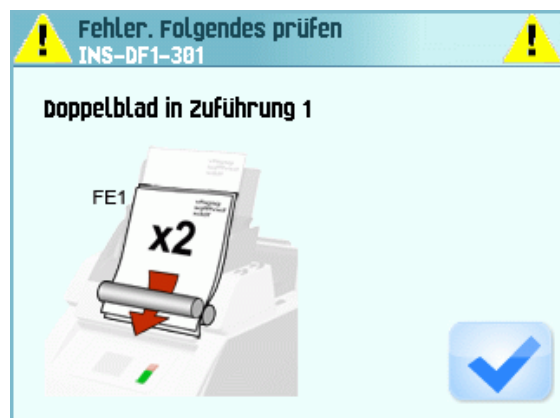 Fehler. Folgendes prüfen
INS-DF1-301
Doppelblad in Zuführung 1
FE1
x2